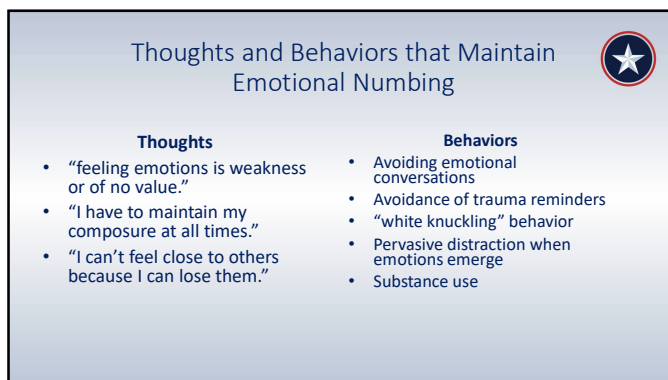 Thoughts and Behaviors that Maintain
Emotional Numbing
Thoughts
• “feeling emotions is weakness
or of no value.”
• “I have to maintain my
composure at all times.”
• “I can’t feel close to others
because I can lose them.”
Behaviors
• Avoiding emotional
conversations
• Avoidance of trauma reminders
• “white knuckling” behavior
• Pervasive distraction when
emotions emerge
• Substance use